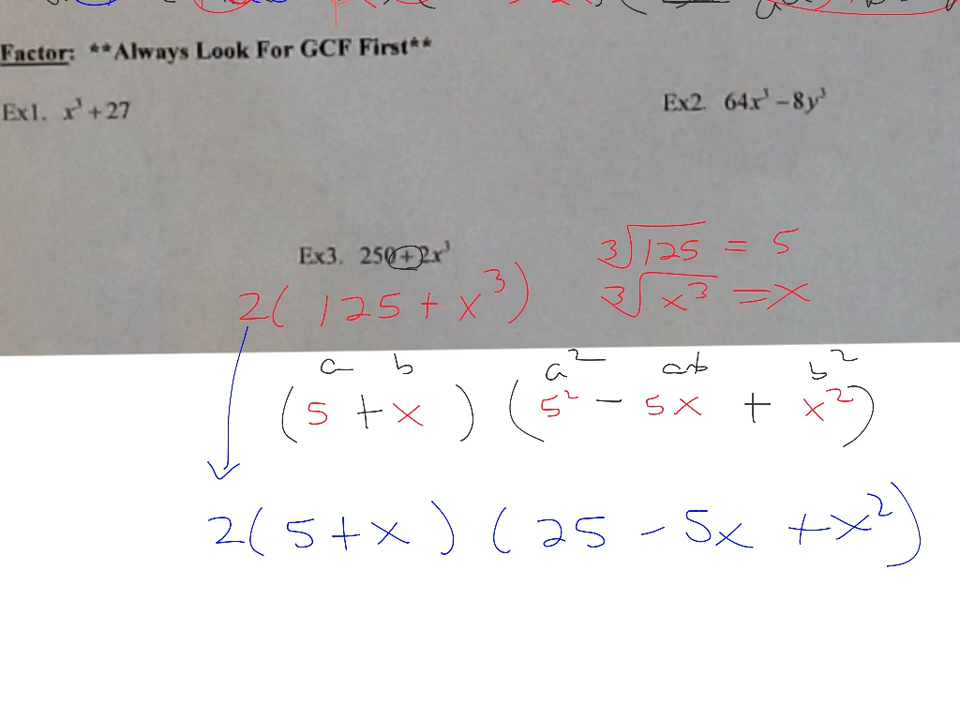 Factor: **Always Look For GCF First**
Ex1. x³ + 27
Ex2. 64x³ – 8y³
Ex3. 250 + 2x³
∛125 = 5
2( 125 + x³ )
∛x³ = x
a b a² ab b²
( 5 + x ) ( 5² – 5x + x² )
2( 5 + x ) ( 25 – 5x + x² )